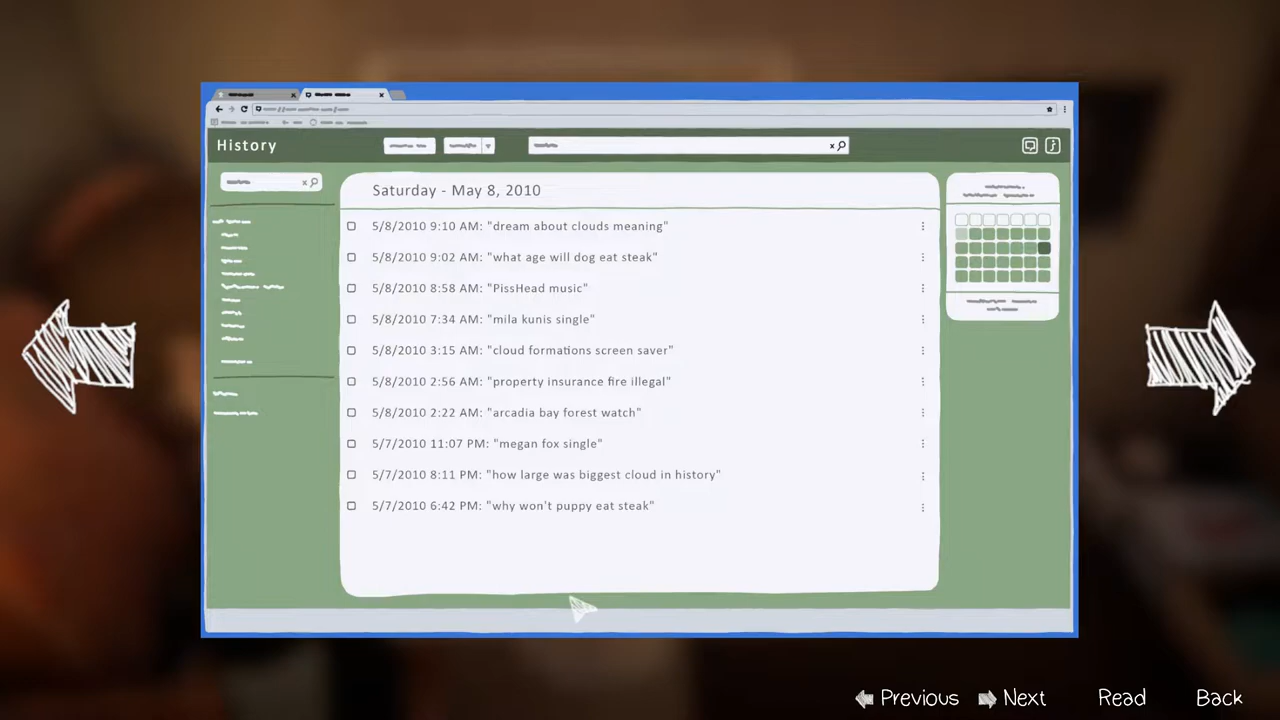 History
Saturday - May 8, 2010
5/8/2010 9:10 AM: "dream about clouds meaning"
5/8/2010 9:02 AM: "what age will dog eat steak"
5/8/2010 8:58 AM: "PissHead music"
5/8/2010 7:34 AM: "mila kunis single"
5/8/2010 3:15 AM: "cloud formations screen saver"
5/8/2010 2:56 AM: "property insurance fire illegal"
5/8/2010 2:22 AM: "arcadia bay forest watch"
5/7/2010 11:07 PM: "megan fox single"
5/7/2010 8:11 PM: "how large was biggest cloud in history"
5/7/2010 6:42 PM: "why won't puppy eat steak"
Previous Next Read Back